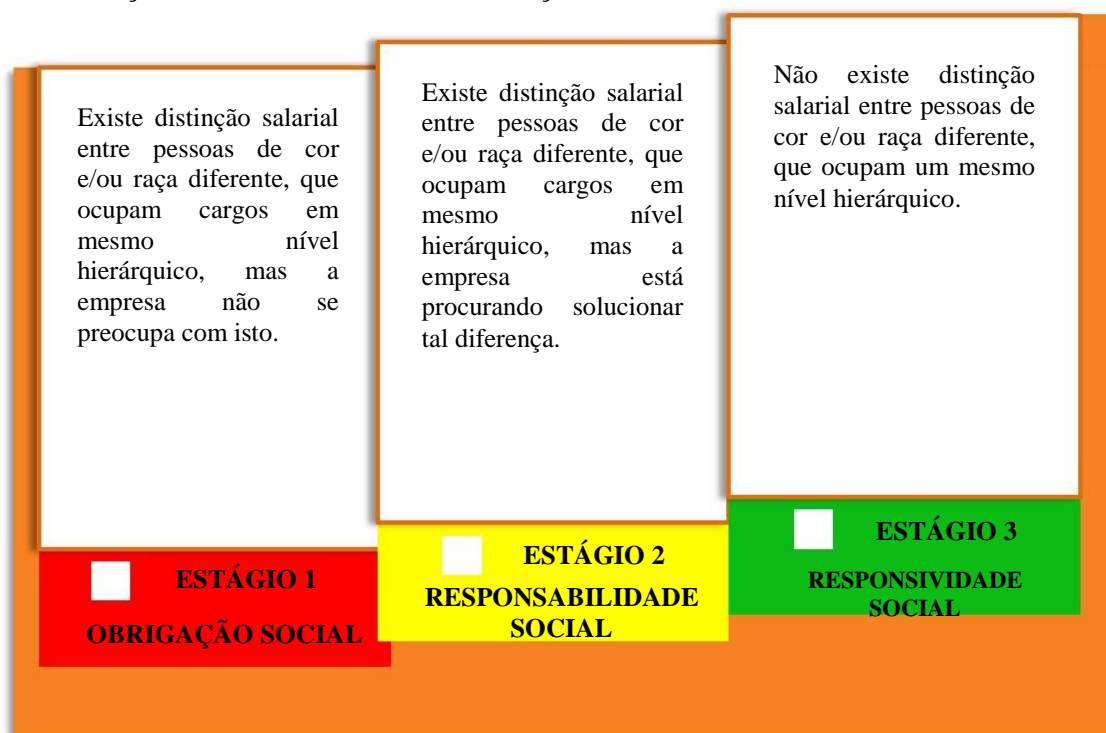 Existe distinção salarial
entre pessoas de cor
e/ou raça diferente, que
ocupam cargos em
mesmo nível
hierárquico, mas a
empresa não se
preocupa com isto.
ESTÁGIO 1
OBRIGAÇÃO SOCIAL
Existe distinção salarial
entre pessoas de cor
e/ou raça diferente, que
ocupam cargos em
mesmo nível
hierárquico, mas a
empresa está
procurando solucionar
tal diferença.
ESTÁGIO 2
RESPONSABILIDADE
SOCIAL
Não existe distinção
salarial entre pessoas de
cor e/ou raça diferente,
que ocupam um mesmo
nível hierárquico.
ESTÁGIO 3
RESPONSIVIDADE
SOCIAL